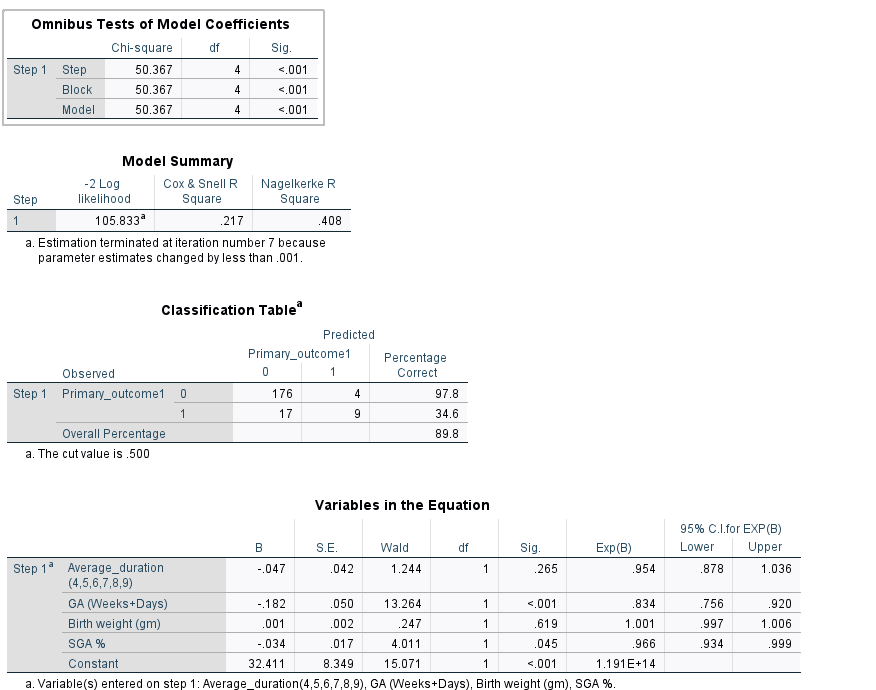 Omnibus Tests of Model Coefficients
Chi-square df Sig.
Step 1 Step 50.367 4 <.001
Block 50.367 4 <.001
Model 50.367 4 <.001
Model Summary
-2 Log Cox & Snell R Nagelkerke R
Step likelihood Square Square
1 105.833a .217 .408
a. Estimation terminated at iteration number 7 because
parameter estimates changed by less than .001.
Classification Tablea
Predicted
Primary_outcome1 Percentage
Observed 0 1 Correct
Step 1 Primary_outcome1 0 176 4 97.8
1 17 9 34.6
Overall Percentage 89.8
a. The cut value is .500
Variables in the Equation
95% C.I.for EXP(B)
B S.E. Wald df Sig. Exp(B) Lower Upper
Step 1a Average_duration -.047 .042 1.244 1 .265 .954 .878 1.036
(4,5,6,7,8,9)
GA (Weeks+Days) -.182 .050 13.264 1 <.001 .834 .756 .920
Birth weight (gm) .001 .002 .247 1 .619 1.001 .997 1.006
SGA % -.034 .017 4.011 1 .045 .966 .934 .999
Constant 32.411 8.349 15.071 1 <.001 1.191E+14
a. Variable(s) entered on step 1: Average_duration(4,5,6,7,8,9), GA (Weeks+Days), Birth weight (gm), SGA %.